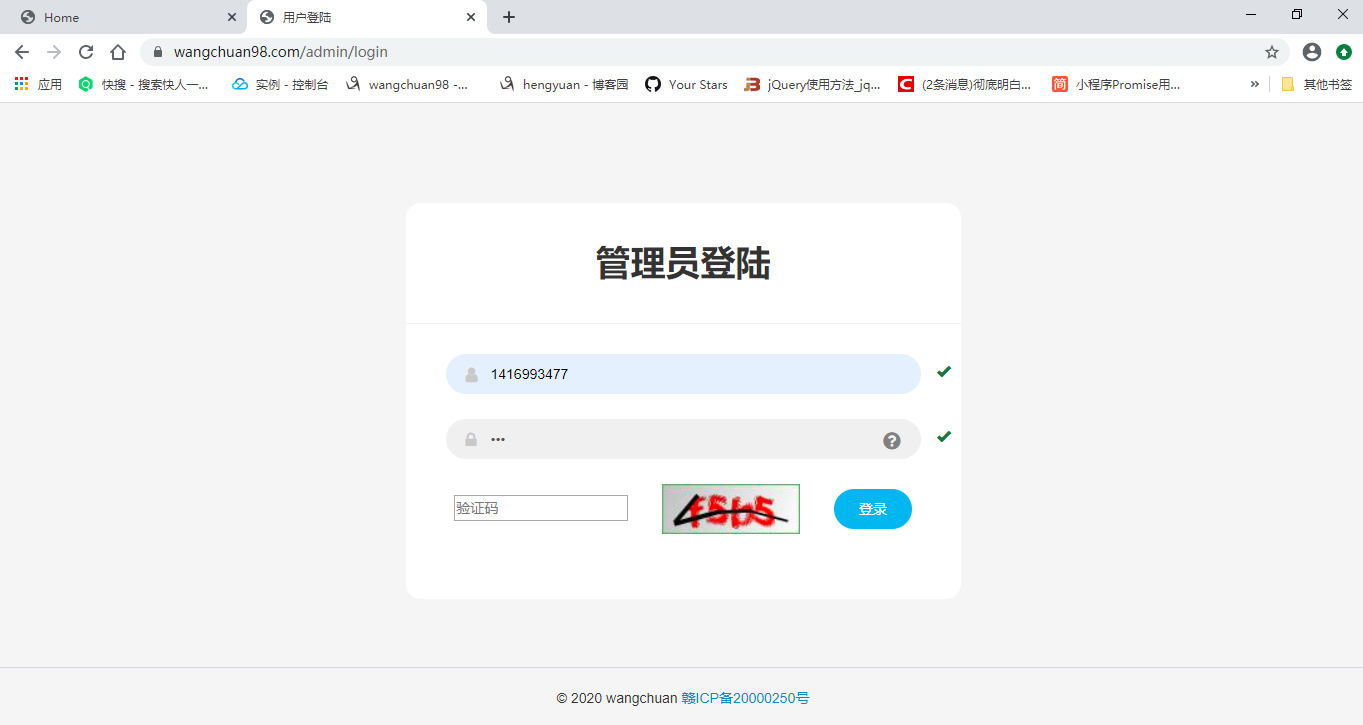 Home
用户登陆
wangchuan98.com/admin/login
应用
快搜 - 搜索快人一...
实例 - 控制台
wangchuan98 -...
hengyuan - 博客园
Your Stars
jQuery使用方法_jq...
(2条消息)彻底明白...
简
小程序Promise用...
»
其他书签
管理员登陆
1416993477
•••
验证码
45b5
登录
© 2020 wangchuan 赣ICP备20000250号